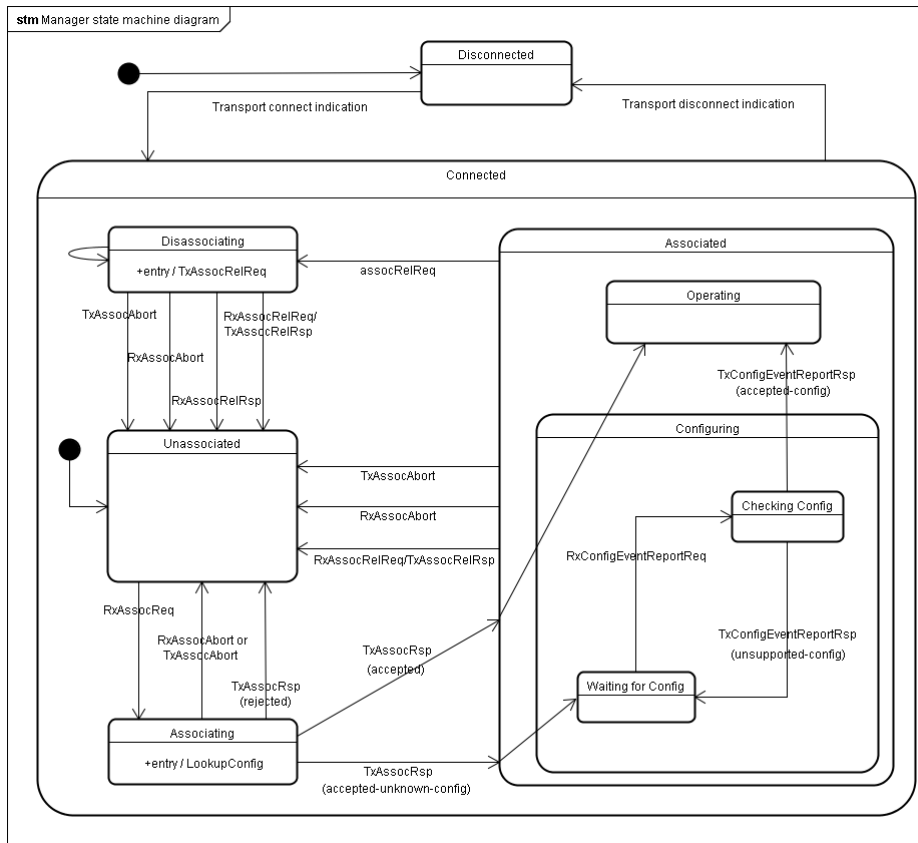 stm Manager state machine diagram
Disconnected
Transport connect indication
Transport disconnect indication
Connected
Disassociating
+entry / TxAssocRelReq
assocRelReq
Associated
Operating
TxAssocAbort
RxAssocRelReq/
TxAssocRelRsp
RxAssocAbort
RxAssocRelRsp
TxConfigEventReportRsp
(accepted-config)
Unassociated
Configuring
TxAssocAbort
RxAssocAbort
RxAssocRelReq/TxAssocRelRsp
Checking Config
RxConfigEventReportReq
RxAssocReq
RxAssocAbort or
TxAssocAbort
TxAssocRsp
(rejected)
TxAssocRsp
(accepted)
TxConfigEventReportRsp
(unsupported-config)
Waiting for Config
Associating
+entry / LookupConfig
TxAssocRsp
(accepted-unknown-config)